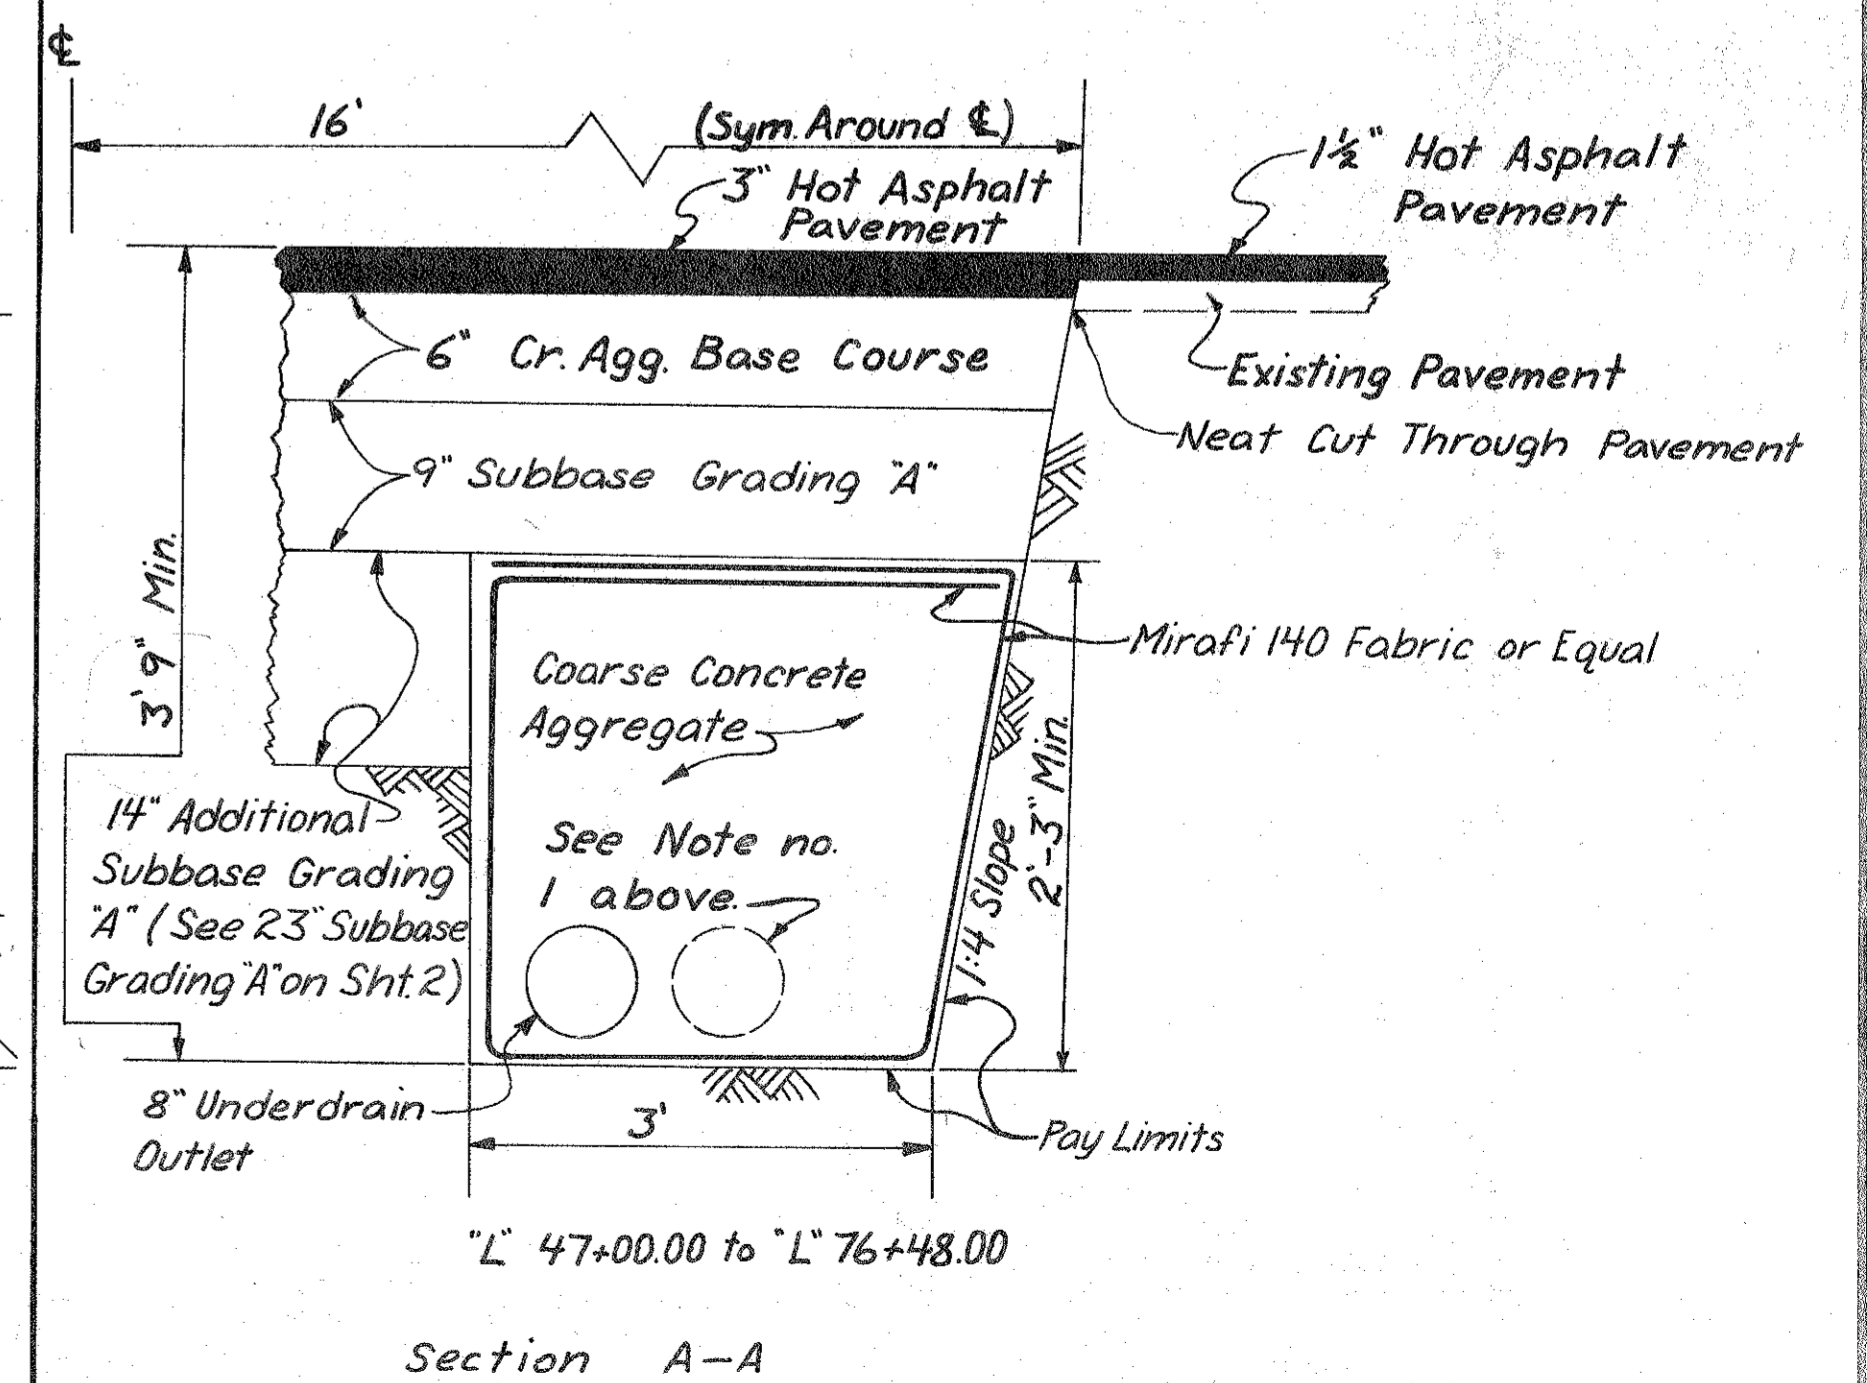 ℄
16'
(Sym. Around ℄)
3" Hot Asphalt
Pavement
1½" Hot Asphalt
Pavement
6" Cr. Agg. Base Course
Existing Pavement
Neat Cut Through Pavement
9" Subbase Grading "A"
3' 9" Min.
Mirafi 140 Fabric or Equal
Coarse Concrete
Aggregate
2'-3" Min.
1:4 Slope
14" Additional
Subbase Grading
"A" (See 23" Subbase
Grading "A" on Sht. 2)
See Note no.
1 above.
8" Underdrain
Outlet
3'
Pay Limits
"L" 47+00.00 to "L" 76+48.00
Section A-A